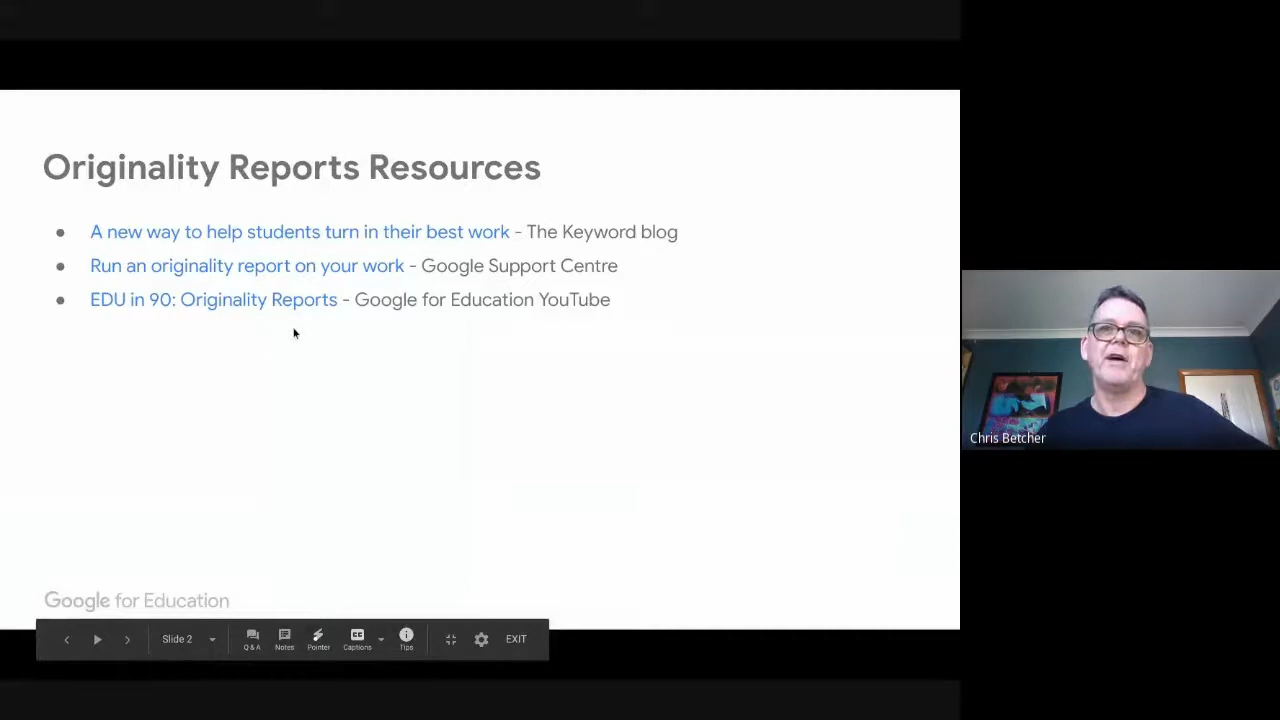 Originality Reports Resources
● A new way to help students turn in their best work - The Keyword blog
● Run an originality report on your work - Google Support Centre
● EDU in 90: Originality Reports - Google for Education YouTube
Chris Betcher
Google for Education
Slide 2
Q & A Notes Pointer Captions Tips
EXIT